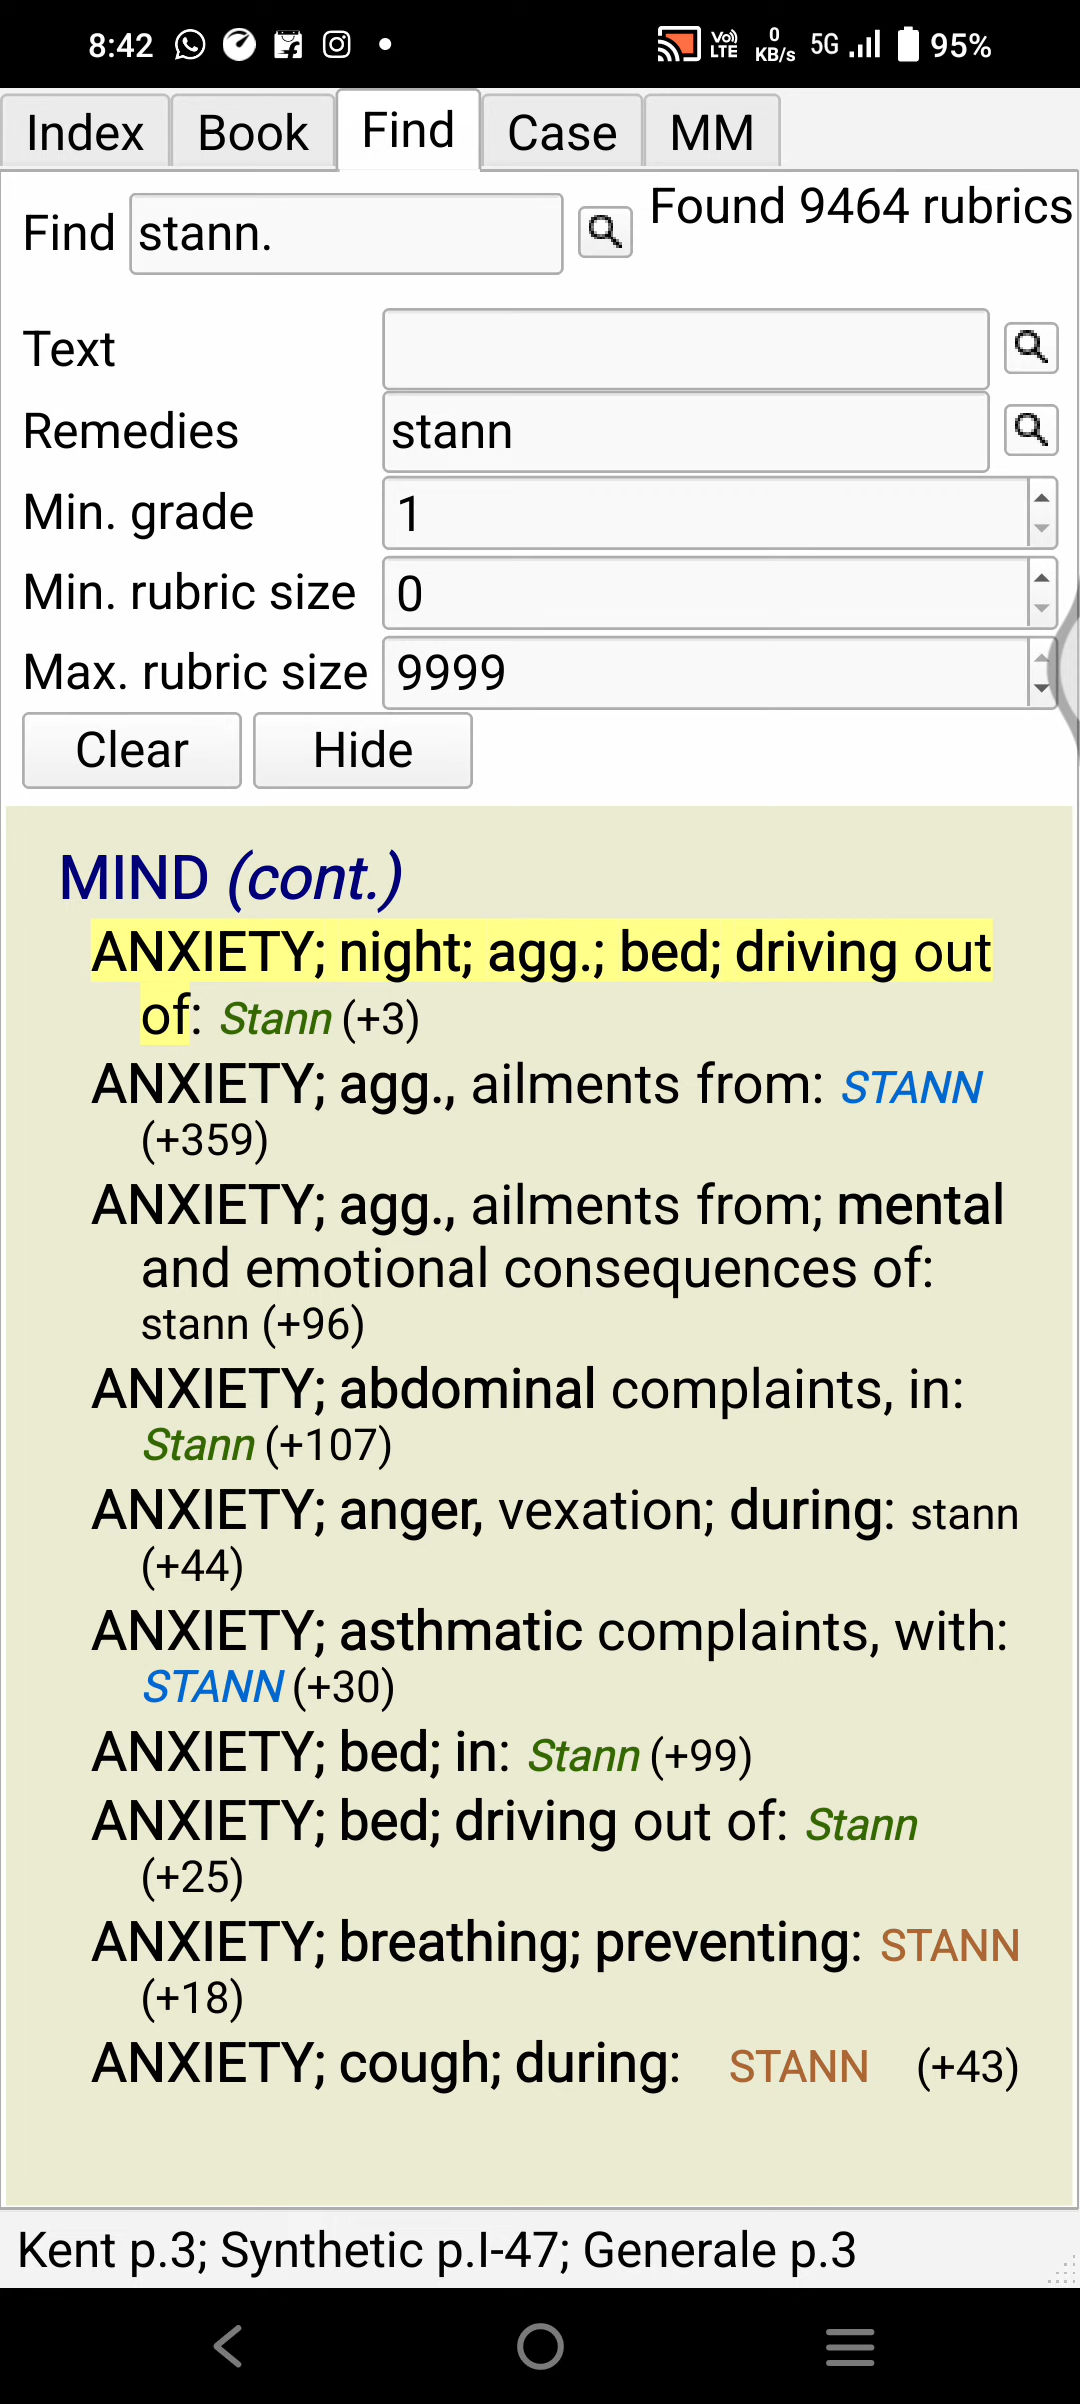 8:42
Vo) LTE 0 KB/s 5G 95%
Index Book Find Case MM
Find stann. Found 9464 rubrics
Text
Remedies stann
Min. grade 1
Min. rubric size 0
Max. rubric size 9999
Clear Hide
MIND (cont.)
ANXIETY; night; agg.; bed; driving out
of: Stann (+3)
ANXIETY; agg., ailments from: STANN
(+359)
ANXIETY; agg., ailments from; mental
and emotional consequences of:
stann (+96)
ANXIETY; abdominal complaints, in:
Stann (+107)
ANXIETY; anger, vexation; during: stann
(+44)
ANXIETY; asthmatic complaints, with:
STANN (+30)
ANXIETY; bed; in: Stann (+99)
ANXIETY; bed; driving out of: Stann
(+25)
ANXIETY; breathing; preventing: STANN
(+18)
ANXIETY; cough; during: STANN (+43)
Kent p.3; Synthetic p.I-47; Generale p.3